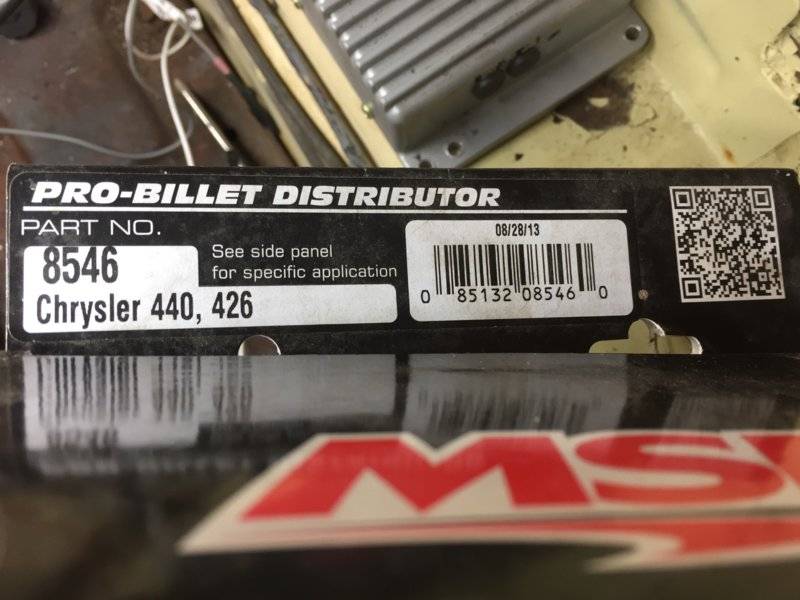 PRO-BILLET DISTRIBUTOR
PART NO.
8546
See side panel
for specific application
Chrysler 440, 426
08/28/13
0 85132 08546 0
MS